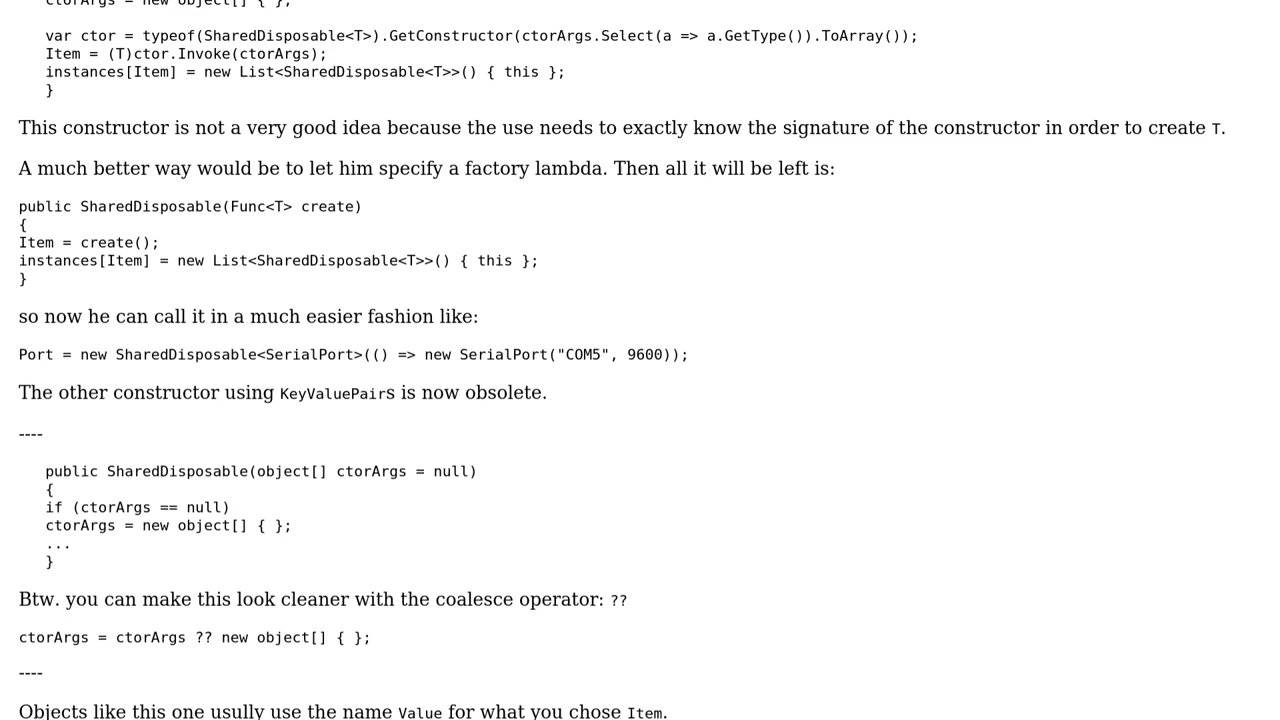 ctorArgs = new object[] { };
var ctor = typeof(SharedDisposable<T>).GetConstructor(ctorArgs.Select(a => a.GetType()).ToArray());
Item = (T)ctor.Invoke(ctorArgs);
instances[Item] = new List<SharedDisposable<T>>() { this };
}
This constructor is not a very good idea because the use needs to exactly know the signature of the constructor in order to create T.
A much better way would be to let him specify a factory lambda. Then all it will be left is:
public SharedDisposable(Func<T> create)
{
Item = create();
instances[Item] = new List<SharedDisposable<T>>() { this };
}
so now he can call it in a much easier fashion like:
Port = new SharedDisposable<SerialPort>(() => new SerialPort("COM5", 9600));
The other constructor using KeyValuePairs is now obsolete.
----
public SharedDisposable(object[] ctorArgs = null)
{
if (ctorArgs == null)
ctorArgs = new object[] { };
...
}
Btw. you can make this look cleaner with the coalesce operator: ??
ctorArgs = ctorArgs ?? new object[] { };
----
Objects like this one usully use the name Value for what you chose Item.